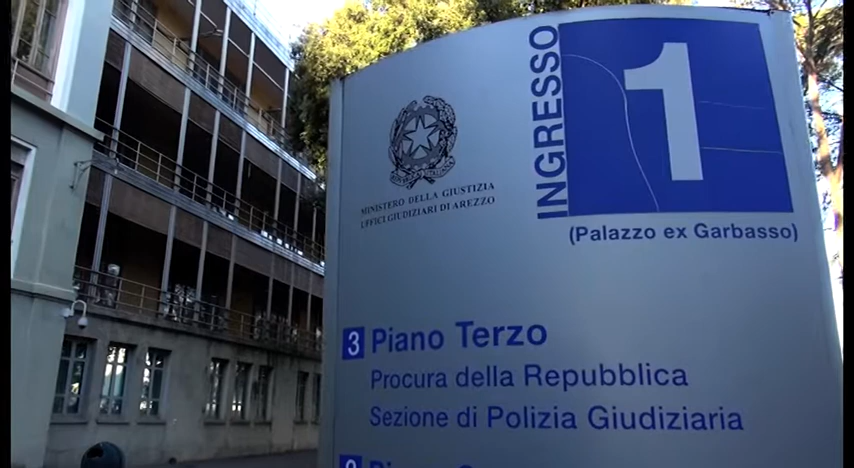 INGRESSO
1
(Palazzo ex Garbasso)
MINISTERO DELLA GIUSTIZIA
UFFICI GIUDIZIARI DI AREZZO
3 Piano Terzo
Procura della Repubblica
Sezione di Polizia Giudiziaria